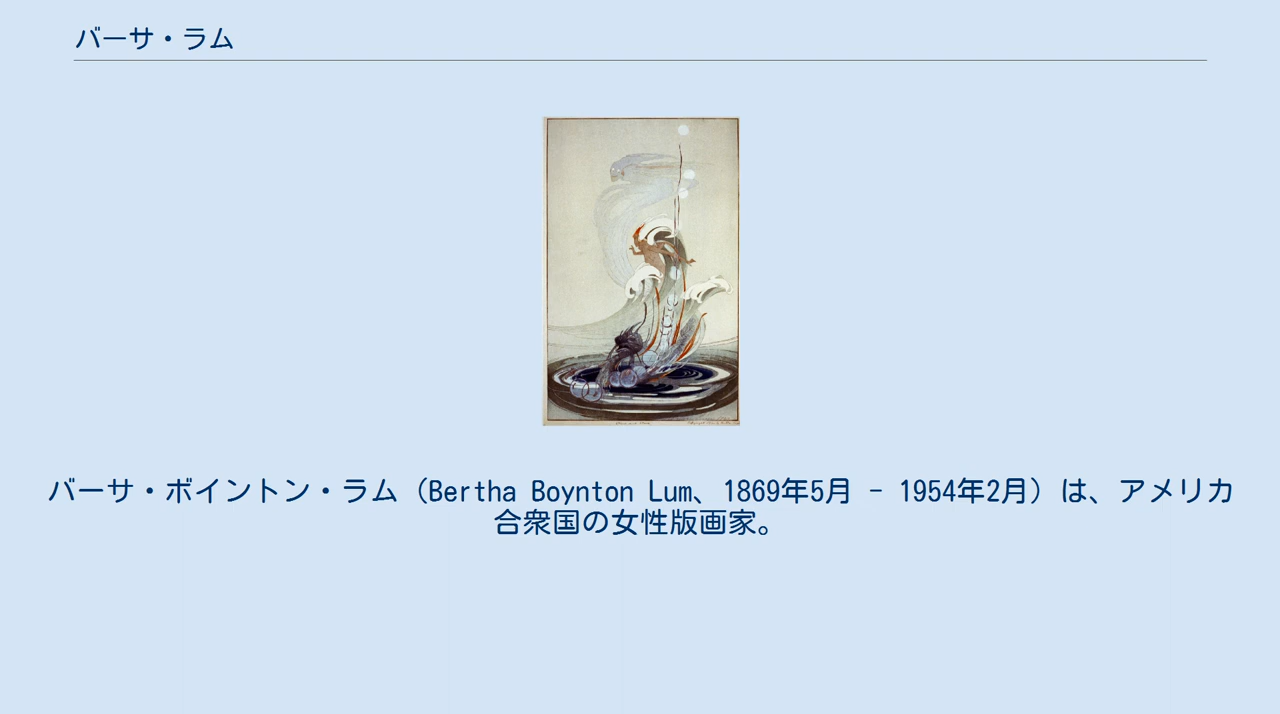 バーサ・ラム
バーサ・ボイントン・ラム（Bertha Boynton Lum、1869年5月 - 1954年2月）は、アメリカ
合衆国の女性版画家。